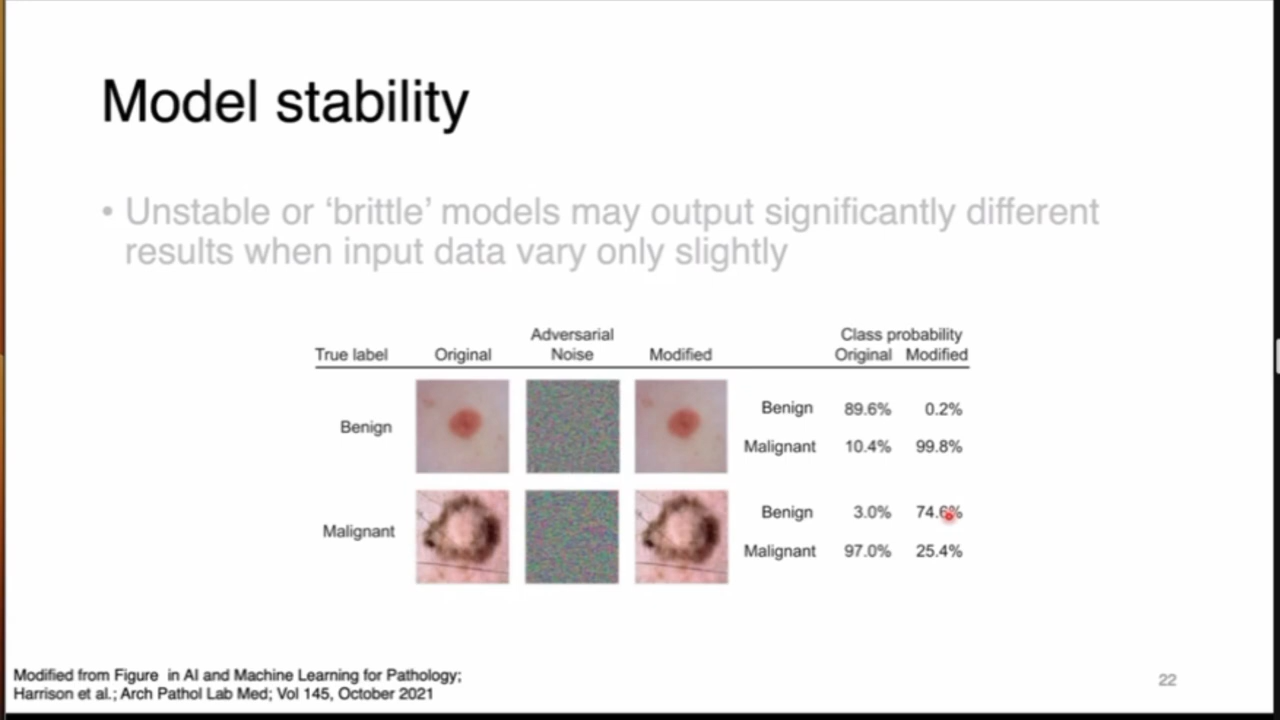 Model stability
• Unstable or ‘brittle’ models may output significantly different
results when input data vary only slightly
Adversarial Class probability
True label Original Noise Modified Original Modified
Benign Benign 89.6% 0.2%
Malignant 10.4% 99.8%
Malignant Benign 3.0% 74.6%
Malignant 97.0% 25.4%
Modified from Figure in AI and Machine Learning for Pathology;
Harrison et al.; Arch Pathol Lab Med; Vol 145, October 2021
22